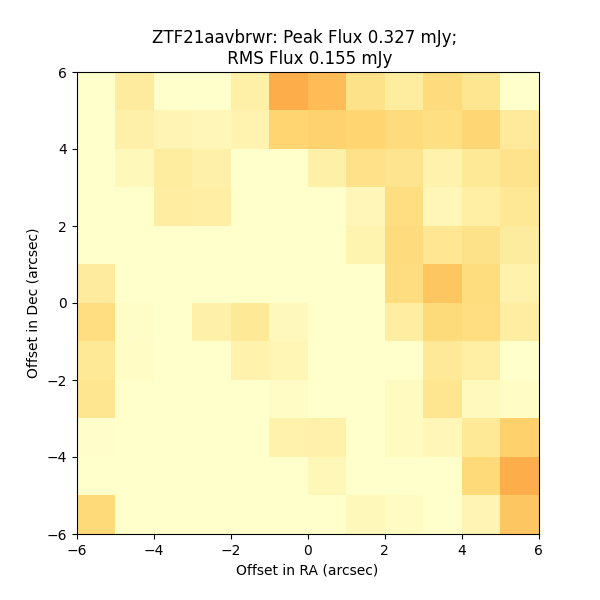 ZTF21aavbrwr: Peak Flux 0.327 mJy;
RMS Flux 0.155 mJy
6
4
2
0
−2
−4
−6
Offset in Dec (arcsec)
−6 −4 −2 0 2 4 6
Offset in RA (arcsec)